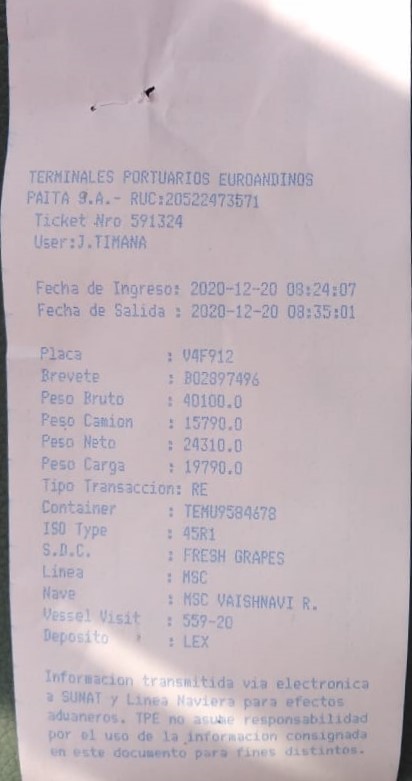 TERMINALES PORTUARIOS EUROANDINOS
PAITA S.A.- RUC:20522473571
Ticket Nro 591324
User:J.TIMANA
Fecha de Ingreso: 2020-12-20 08:24:07
Fecha de Salida : 2020-12-20 08:35:01
Placa : V4F912
Brevete : B02897496
Peso Bruto : 40100.0
Peso Camion : 15790.0
Peso Neto : 24310.0
Peso Carga : 19790.0
Tipo Transaccion: RE
Container : TEMU9584678
ISO Type : 45R1
S.D.C. : FRESH GRAPES
Linea : MSC
Nave : MSC VAISHNAVI R.
Vessel Visit : 559-20
Deposito : LEX
Informacion transmitida via electronica
a SUNAT y Linea Naviera para efectos
aduaneros. TPE no asume responsabilidad
por el uso de la informacion consignada
en este documento para fines distintos.